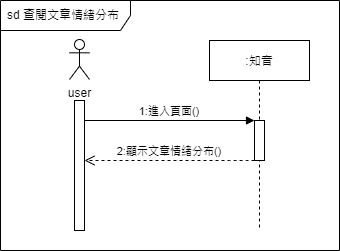 sd 查閱文章情緒分布
:知音
user
1:進入頁面()
2:顯示文章情緒分布()